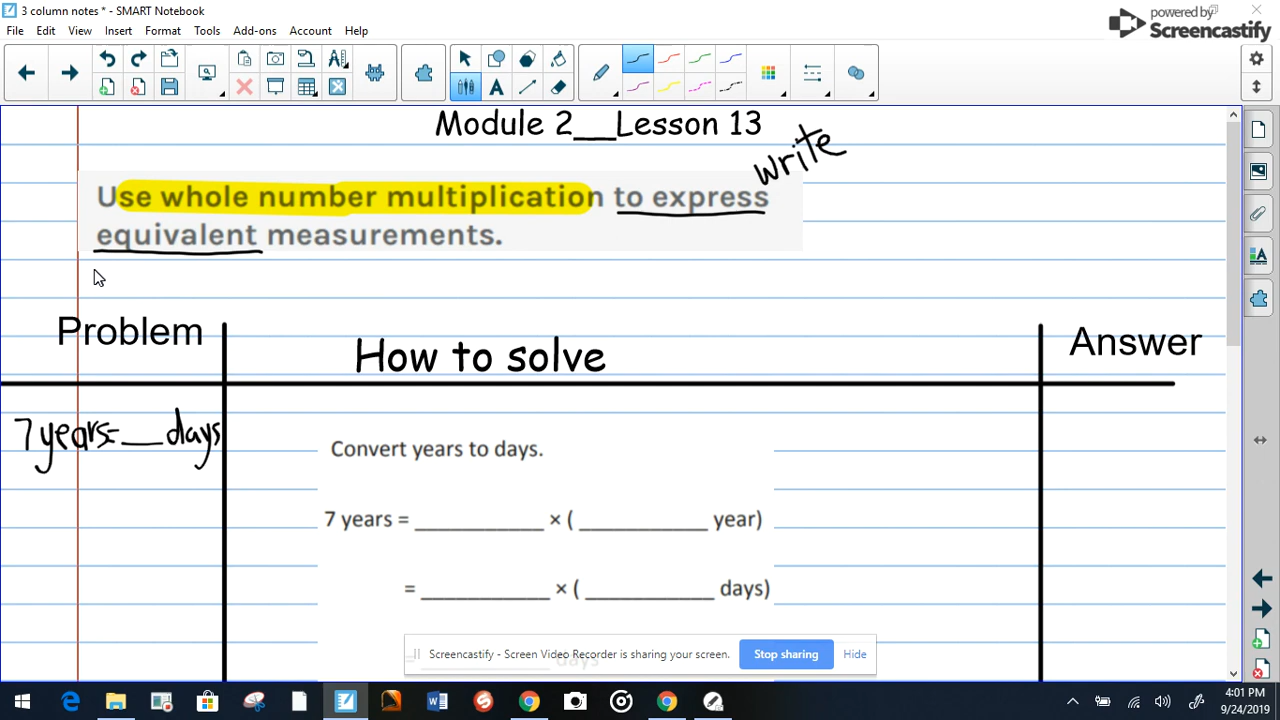 3 column notes * - SMART Notebook
powered by
Screencastify
File Edit View Insert Format Tools Add-ons Account Help
Module 2__Lesson 13
write
Use whole number multiplication to express
equivalent measurements.
Problem How to solve Answer
7 years=__days
Convert years to days.
7 years = ___________ × ( ___________ year)
= ___________ × ( ___________ days)
= ___________ days
Screencastify - Screen Video Recorder is sharing your screen. Stop sharing Hide
4:01 PM
9/24/2019